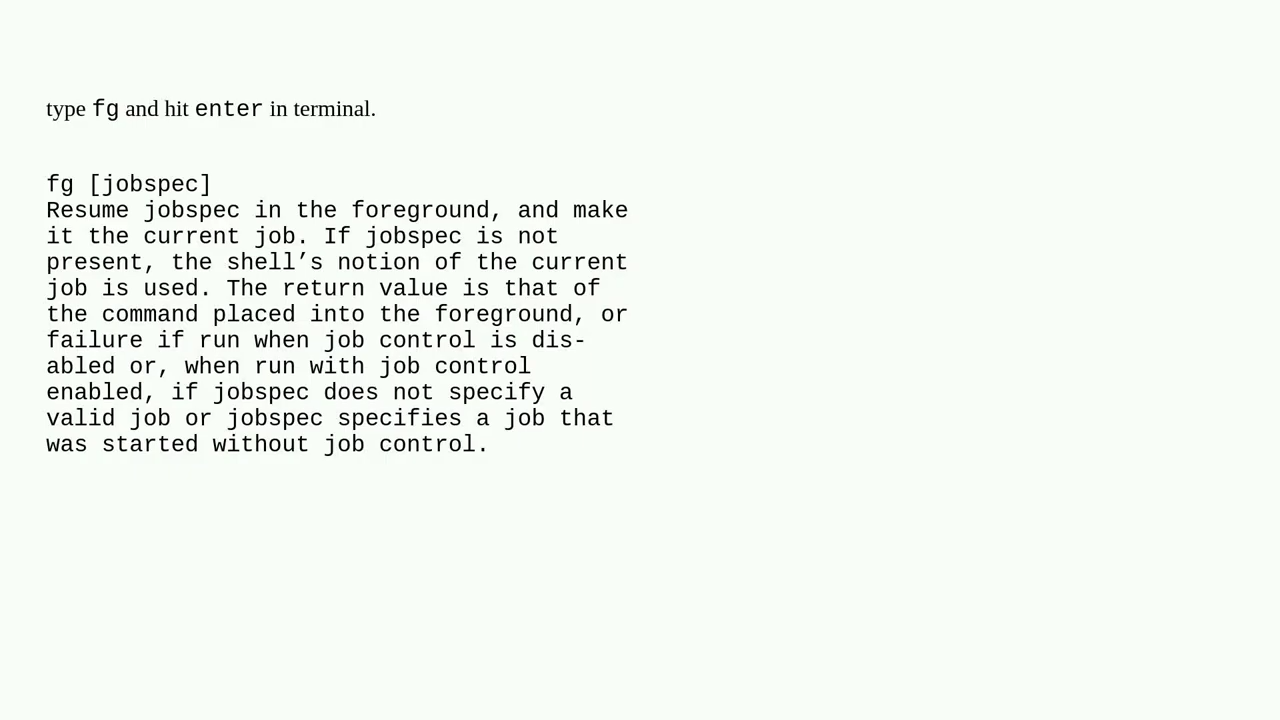 type fg and hit enter in terminal.
fg [jobspec]
Resume jobspec in the foreground, and make
it the current job. If jobspec is not
present, the shell’s notion of the current
job is used. The return value is that of
the command placed into the foreground, or
failure if run when job control is dis-
abled or, when run with job control
enabled, if jobspec does not specify a
valid job or jobspec specifies a job that
was started without job control.